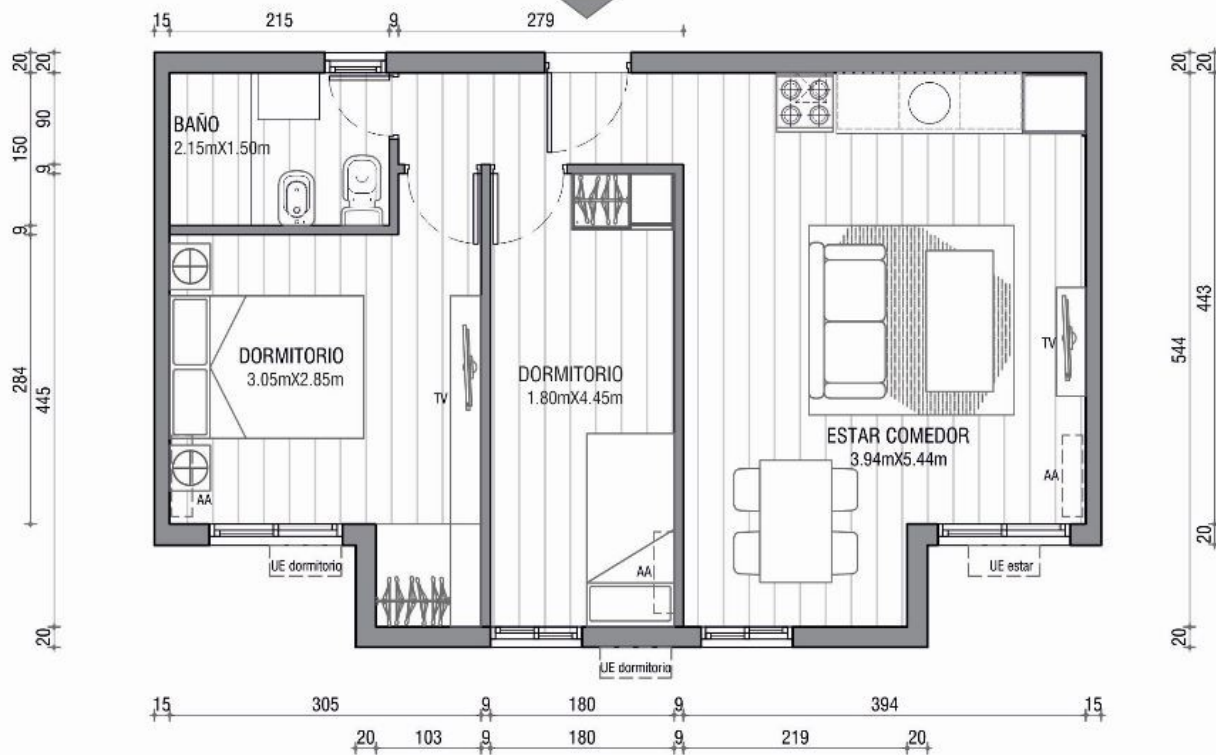 15 215 9 279
20 20
90
150
9
9
284
445
20
BAÑO
2.15mX1.50m
DORMITORIO
3.05mX2.85m
TV
AA
UE dormitorio
DORMITORIO
1.80mX4.45m
AA
UE dormitorio
ESTAR COMEDOR
3.94mX5.44m
TV
AA
UE estar
20 20
443
544
20
20
15 305 9 180 9 394 15
20 103 9 180 9 219 20